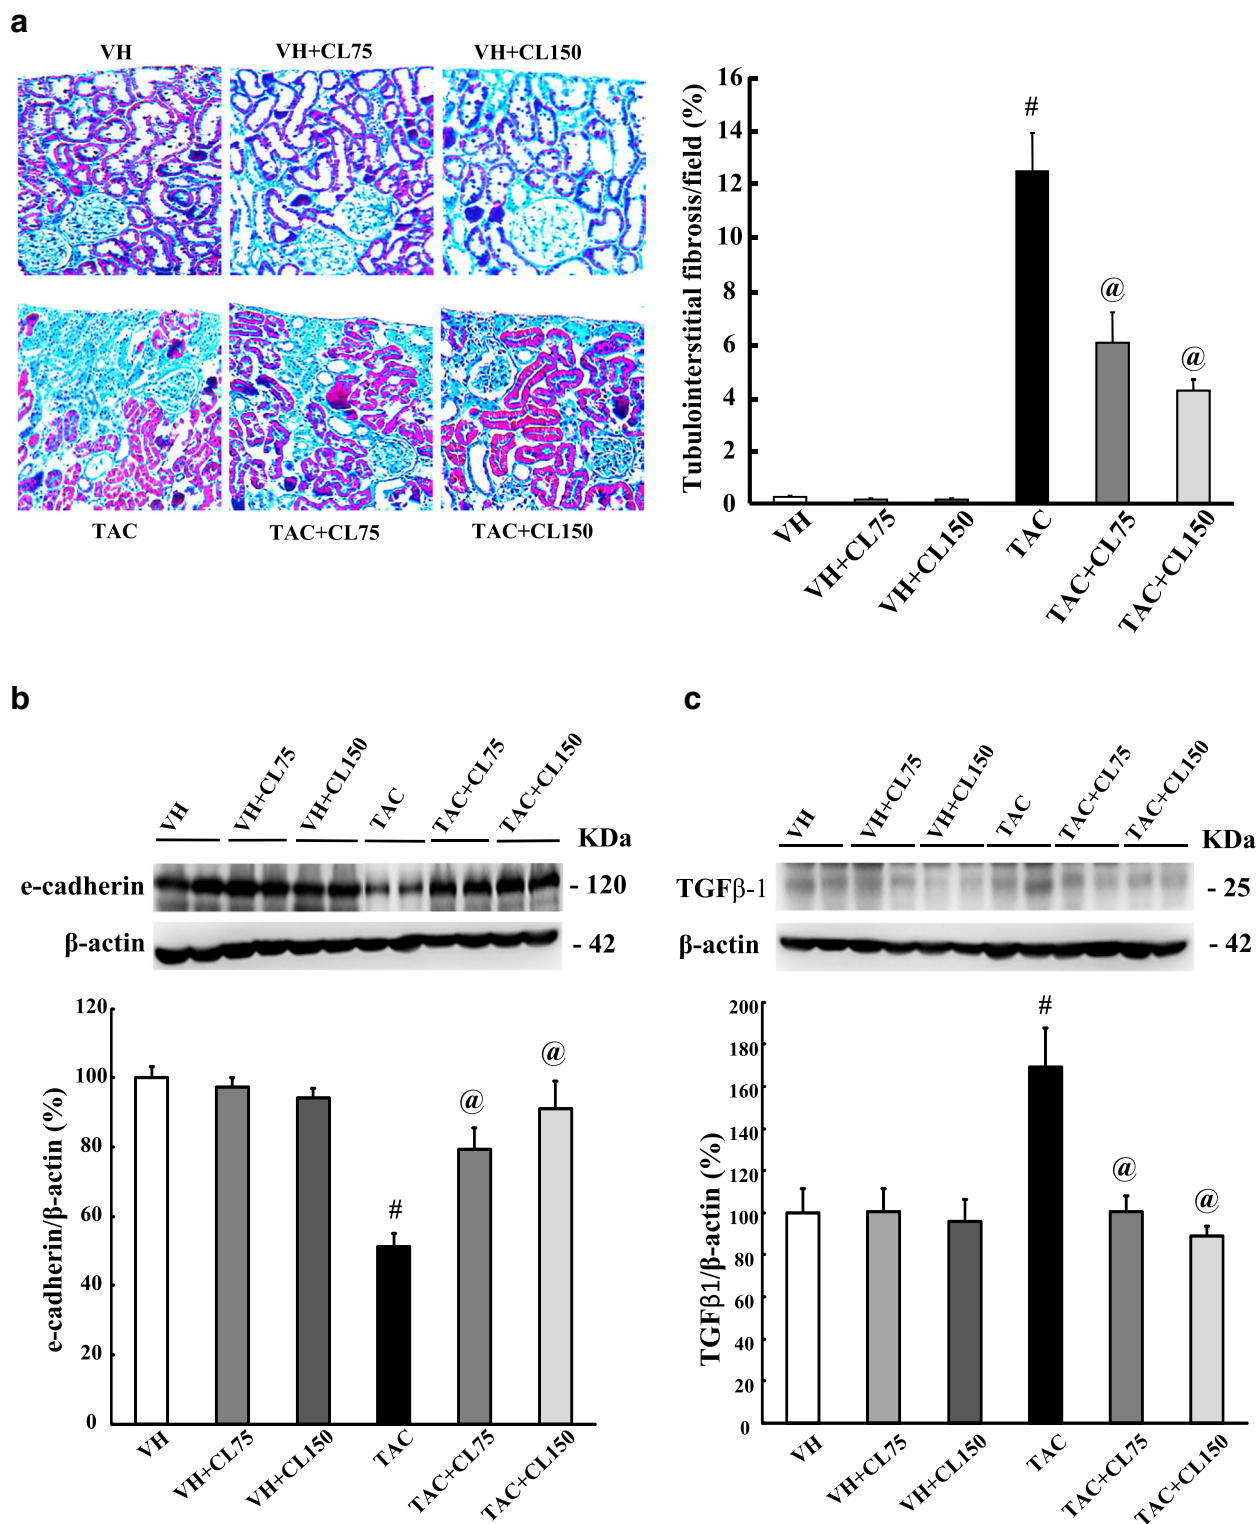 a
VH
VH+CL75
VH+CL150
TAC
TAC+CL75
TAC+CL150
Tubulointerstitial fibrosis/field (%)
16
14
12
10
8
6
4
2
0
#
@
@
VH
VH+CL75
VH+CL150
TAC
TAC+CL75
TAC+CL150
b
VH
VH+CL75
VH+CL150
TAC
TAC+CL75
TAC+CL150
KDa
e-cadherin
- 120
β-actin
- 42
e-cadherin/β-actin (%)
120
100
80
60
40
20
0
#
@
@
VH
VH+CL75
VH+CL150
TAC
TAC+CL75
TAC+CL150
c
VH
VH+CL75
VH+CL150
TAC
TAC+CL75
TAC+CL150
KDa
TGFβ-1
- 25
β-actin
- 42
TGFβ1/β-actin (%)
200
180
160
140
120
100
80
60
40
20
0
#
@
@
VH
VH+CL75
VH+CL150
TAC
TAC+CL75
TAC+CL150